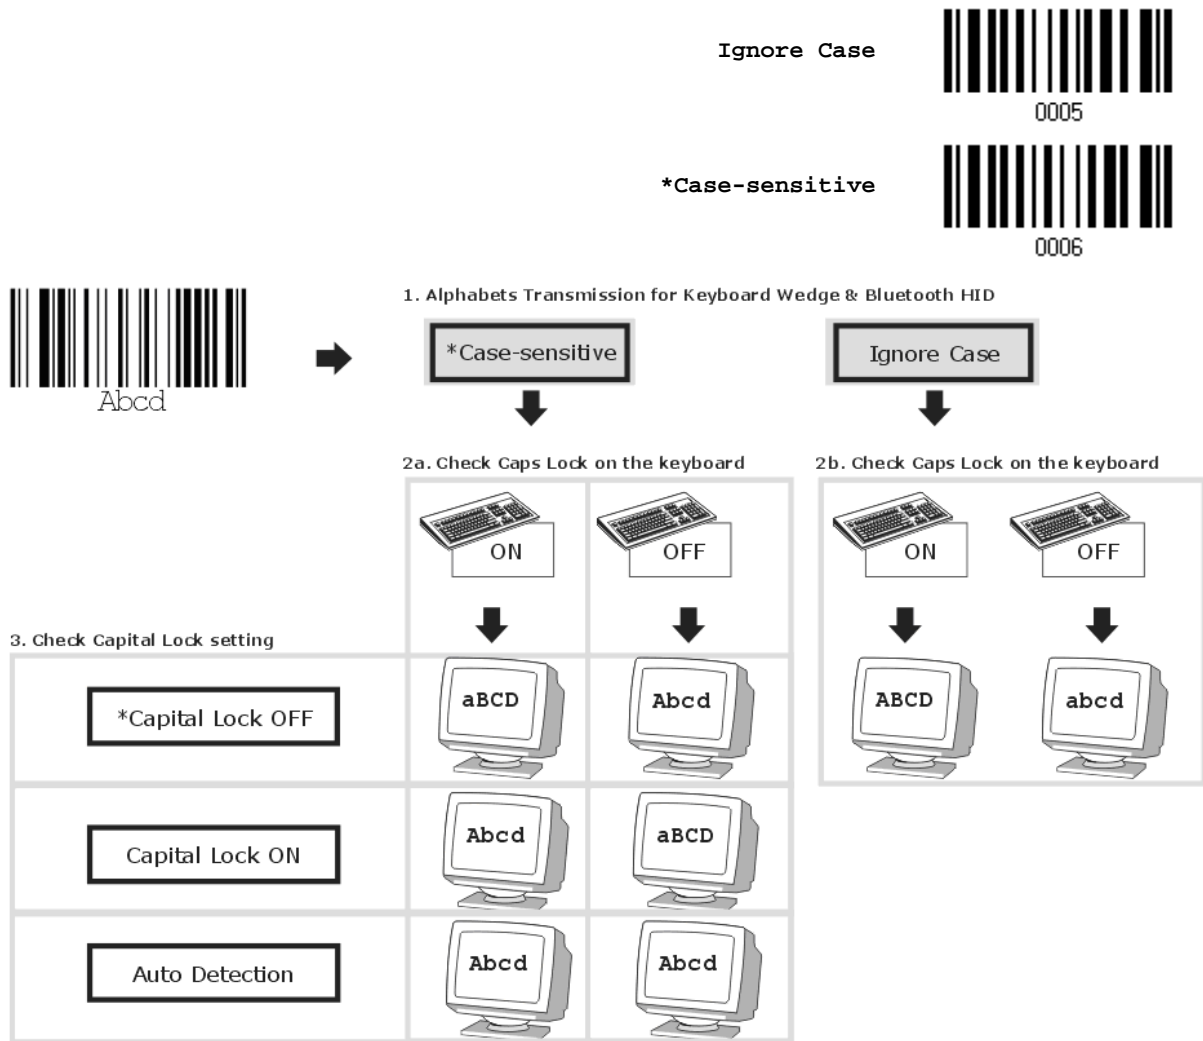 Ignore Case
0005
*Case-sensitive
0006
Abcd
1. Alphabets Transmission for Keyboard Wedge & Bluetooth HID
*Case-sensitive
Ignore Case
2a. Check Caps Lock on the keyboard
2b. Check Caps Lock on the keyboard
ON
OFF
ON
OFF
3. Check Capital Lock setting
*Capital Lock OFF
aBCD
Abcd
ABCD
abcd
Capital Lock ON
Abcd
aBCD
Auto Detection
Abcd
Abcd